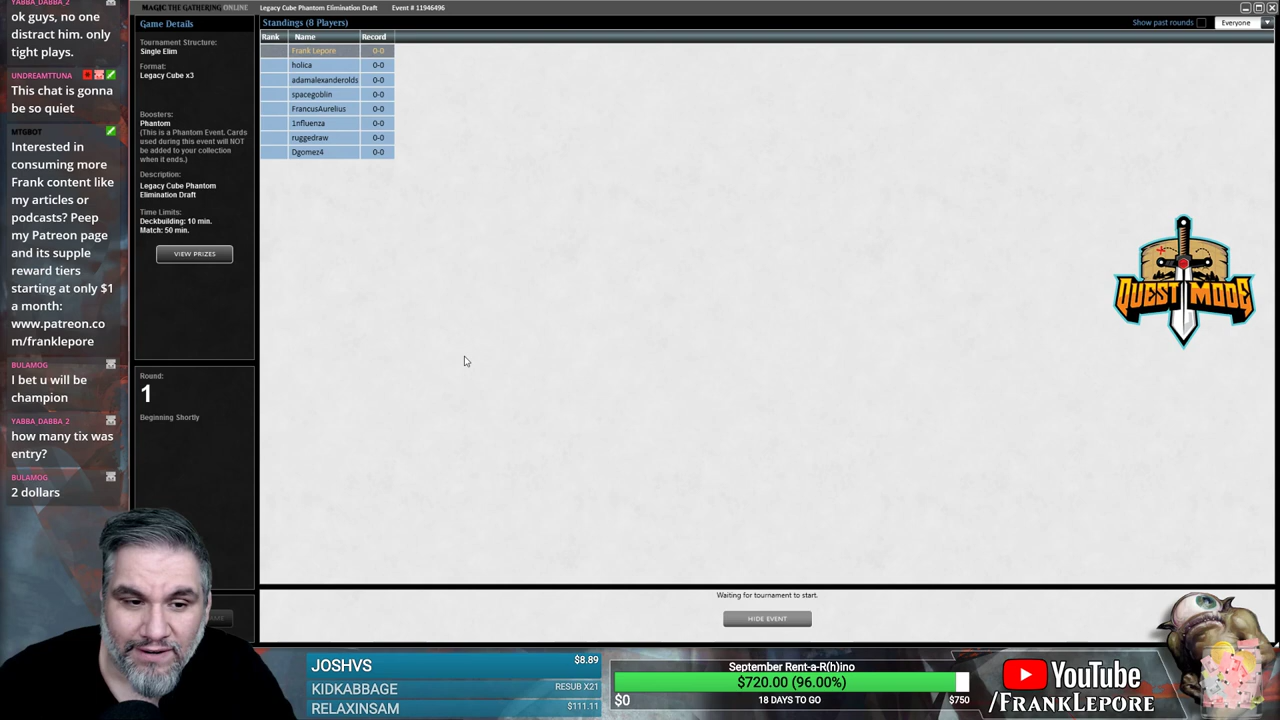 YABBA_DABBA_2
ok guys, no one
distract him. only
tight plays.
UNDREAMTTUNA
This chat is gonna
be so quiet
MTGBOT
Interested in
consuming more
Frank content like
my articles or
podcasts? Peep
my Patreon page
and its supple
reward tiers
starting at only $1
a month:
www.patreon.co
m/franklepore
BULAMOG
I bet u will be
champion
YABBA_DABBA_2
how many tix was
entry?
BULAMOG
2 dollars
MAGIC THE GATHERING ONLINE Legacy Cube Phantom Elimination Draft Event # 11946496
Game Details
Tournament Structure:
Single Elim
Format:
Legacy Cube x3
Boosters:
Phantom
(This is a Phantom Event. Cards
used during this event will NOT
be added to your collection
when it ends.)
Description:
Legacy Cube Phantom
Elimination Draft
Time Limits:
Deckbuilding: 10 min.
Match: 50 min.
VIEW PRIZES
Round:
1
Beginning Shortly
Standings (8 Players)
Show past rounds
Everyone
Rank Name Record
Frank Lepore 0-0
holica 0-0
adamalexanderolds 0-0
spacegoblin 0-0
FrancusAurelius 0-0
1nfluenza 0-0
ruggedraw 0-0
Dgomez4 0-0
QUEST MODE
Waiting for tournament to start.
HIDE EVENT
JOSHVS $8.89
KIDKABBAGE RESUB X21
RELAXINSAM $111.11
September Rent-a-R(h)ino
$720.00 (96.00%)
$0 18 DAYS TO GO $750
YouTube
/FRANKLEPORE